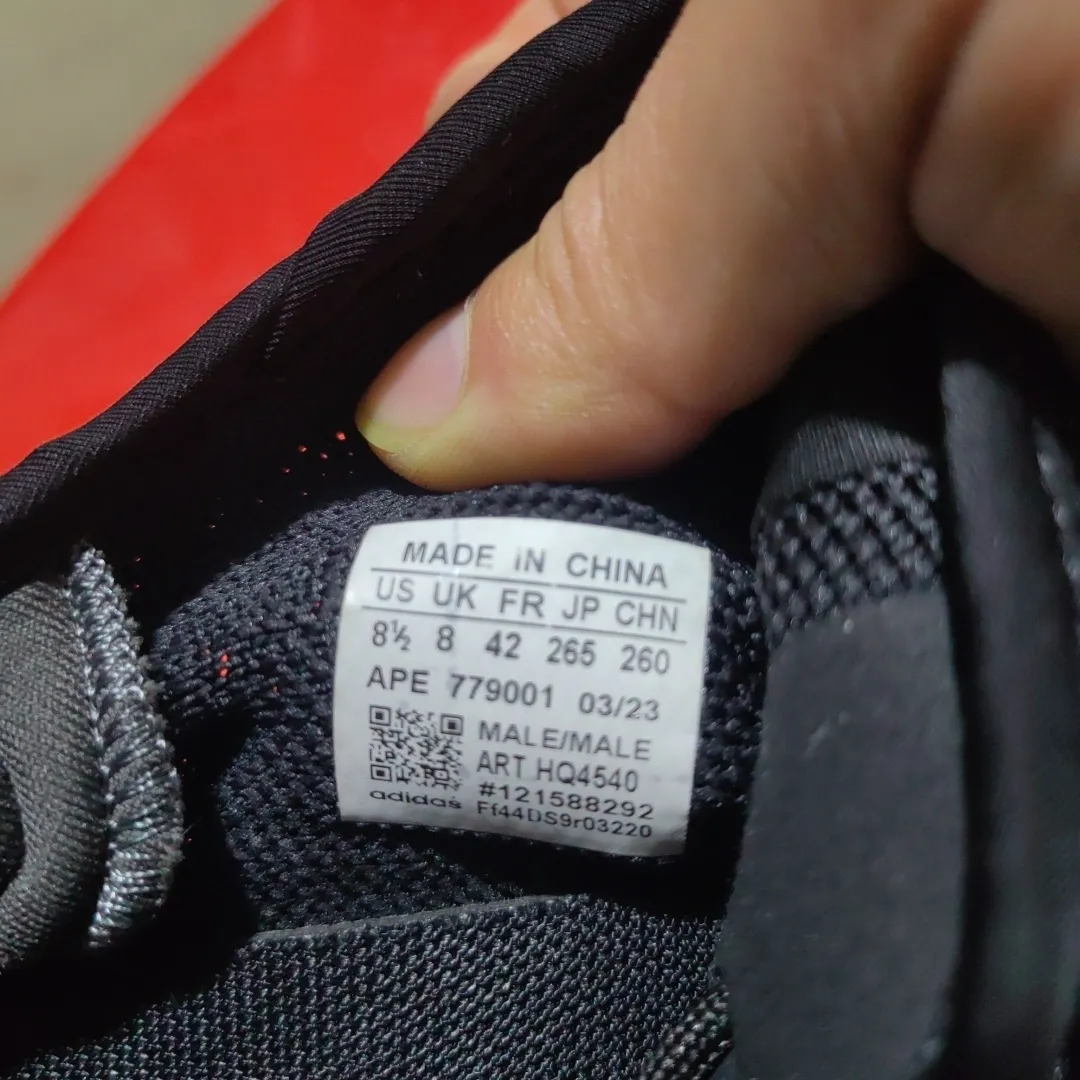 MADE iN CHINA
US UK FR JP CHN
8½ 8 42 265 260
APE 779001 03/23
MALE/MALE
ART HQ4540
#121588292
adidas Ff44DS9r03220